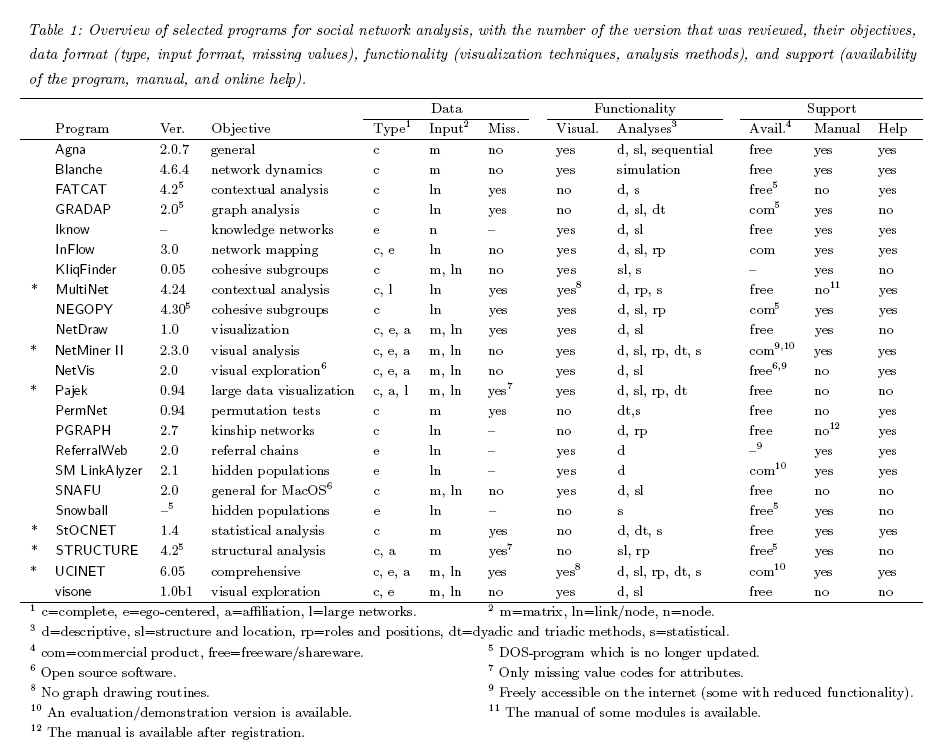 Table 1: Overview of selected programs for social network analysis, with the number of the version that was reviewed, their objectives,
data format (type, input format, missing values), functionality (visualization techniques, analysis methods), and support (availability
of the program, manual, and online help).
Data Functionality Support
Program Ver. Objective Type¹ Input² Miss. Visual. Analyses³ Avail.⁴ Manual Help
Agna 2.0.7 general c m no yes d, sl, sequential free yes yes
Blanche 4.6.4 network dynamics c m no yes simulation free yes yes
FATCAT 4.2⁵ contextual analysis c ln yes no d, s free⁵ no yes
GRADAP 2.0⁵ graph analysis c ln yes no d, sl, dt com⁵ yes no
Iknow – knowledge networks e n – yes d, sl free yes yes
InFlow 3.0 network mapping c, e ln no yes d, sl, rp com yes yes
KliqFinder 0.05 cohesive subgroups c m, ln no yes sl, s – yes no
* MultiNet 4.24 contextual analysis c, l ln yes yes⁸ d, rp, s free no¹¹ yes
NEGOPY 4.30⁵ cohesive subgroups c ln yes yes d, sl, rp com⁵ yes yes
NetDraw 1.0 visualization c, e, a m, ln yes yes d, sl free yes no
* NetMiner II 2.3.0 visual analysis c, e, a m, ln no yes d, sl, rp, dt, s com⁹,¹⁰ yes yes
NetVis 2.0 visual exploration⁶ c, e, a m, ln no yes d, sl free⁶,⁹ no yes
* Pajek 0.94 large data visualization c, a, l m, ln yes⁷ yes d, sl, rp, dt free no no
PermNet 0.94 permutation tests c m yes no dt,s free no yes
PGRAPH 2.7 kinship networks c ln – no d, rp free no¹² yes
ReferralWeb 2.0 referral chains e ln – yes d –⁹ yes yes
SM LinkAlyzer 2.1 hidden populations e ln – yes d com¹⁰ yes yes
SNAFU 2.0 general for MacOS⁶ c m, ln no yes d, sl free no no
Snowball –⁵ hidden populations e ln – no s free⁵ yes no
* StOCNET 1.4 statistical analysis c m yes no d, dt, s free yes yes
* STRUCTURE 4.2⁵ structural analysis c, a m yes⁷ no sl, rp free⁵ yes no
* UCINET 6.05 comprehensive c, e, a m, ln yes yes⁸ d, sl, rp, dt, s com¹⁰ yes yes
visone 1.0b1 visual exploration c, e m, ln no yes d, sl free no no
¹ c=complete, e=ego-centered, a=affiliation, l=large networks. ² m=matrix, ln=link/node, n=node.
³ d=descriptive, sl=structure and location, rp=roles and positions, dt=dyadic and triadic methods, s=statistical.
⁴ com=commercial product, free=freeware/shareware. ⁵ DOS-program which is no longer updated.
⁶ Open source software. ⁷ Only missing value codes for attributes.
⁸ No graph drawing routines. ⁹ Freely accessible on the internet (some with reduced functionality).
¹⁰ An evaluation/demonstration version is available. ¹¹ The manual of some modules is available.
¹² The manual is available after registration.